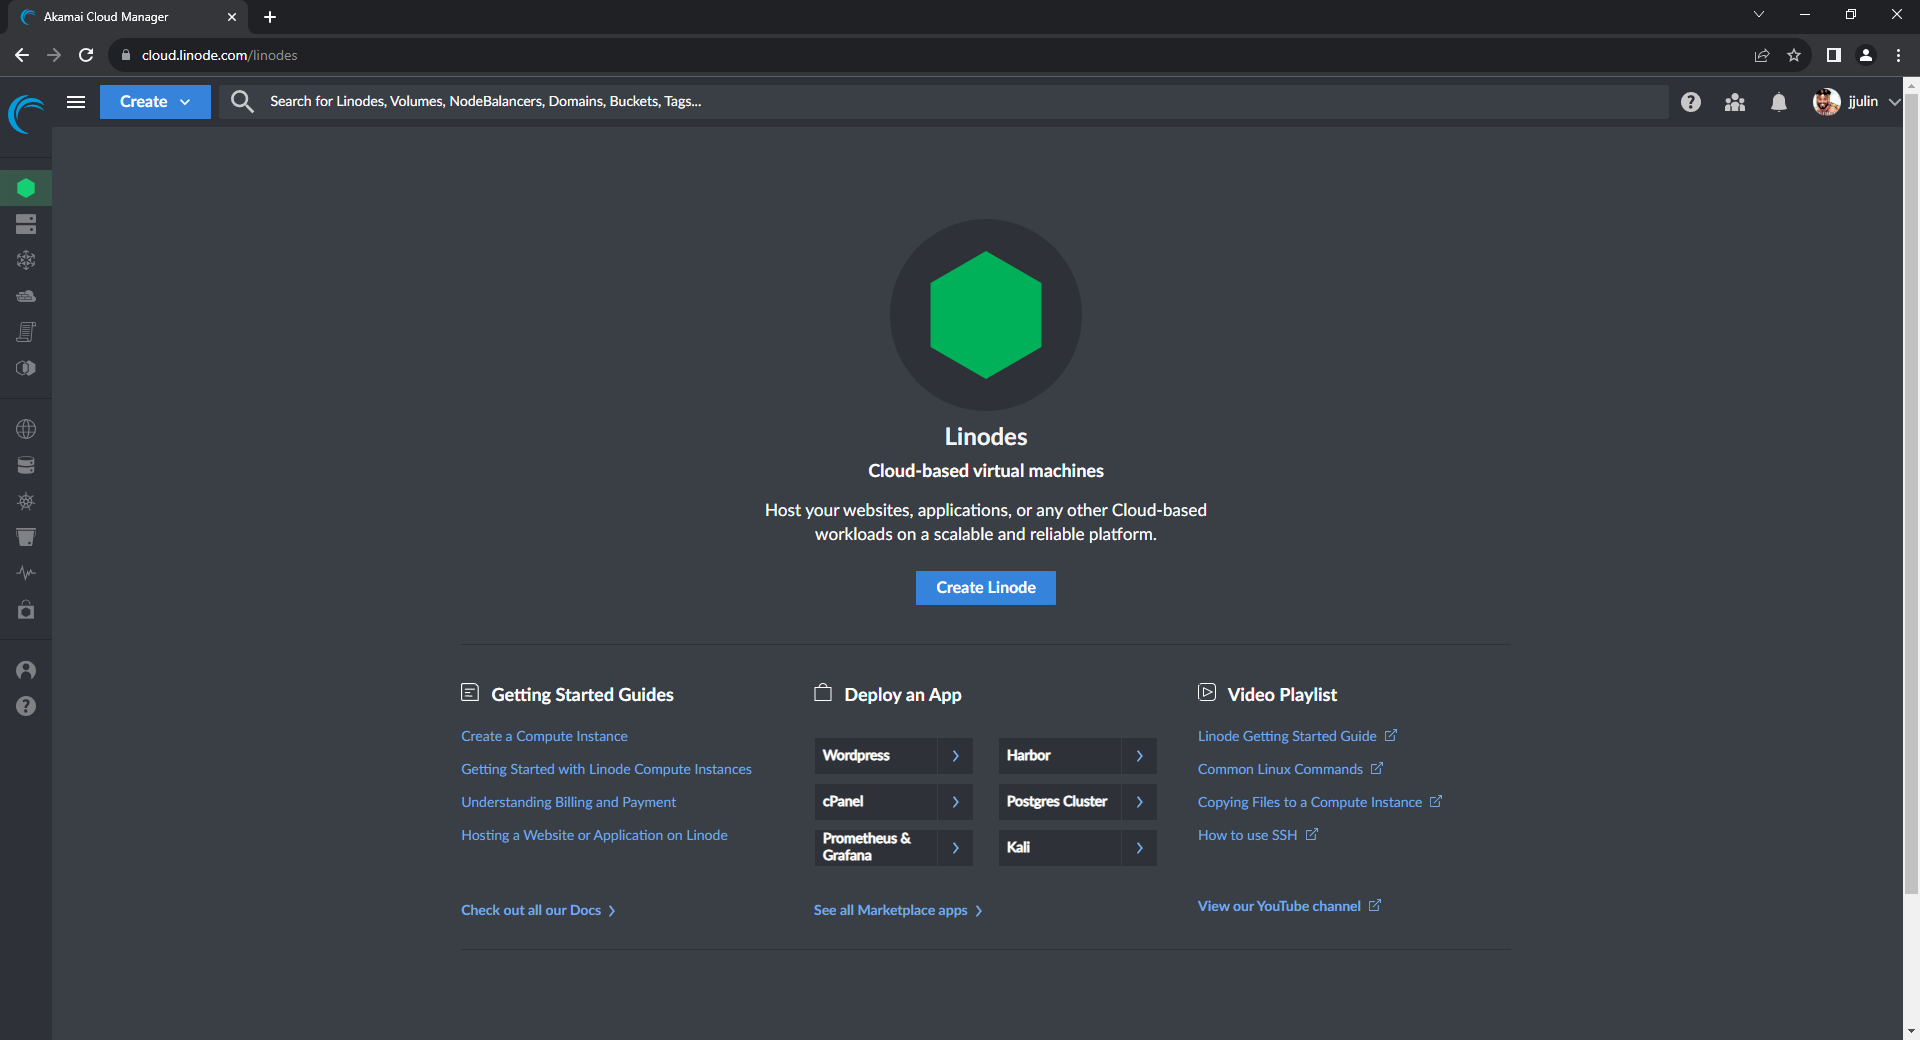 Akamai Cloud Manager
cloud.linode.com/linodes
Create
Search for Linodes, Volumes, NodeBalancers, Domains, Buckets, Tags...
jjulin
Linodes
Cloud-based virtual machines
Host your websites, applications, or any other Cloud-based
workloads on a scalable and reliable platform.
Create Linode
Getting Started Guides
Create a Compute Instance
Getting Started with Linode Compute Instances
Understanding Billing and Payment
Hosting a Website or Application on Linode
Check out all our Docs
Deploy an App
Wordpress
Harbor
cPanel
Postgres Cluster
Prometheus &
Grafana
Kali
See all Marketplace apps
Video Playlist
Linode Getting Started Guide
Common Linux Commands
Copying Files to a Compute Instance
How to use SSH
View our YouTube channel